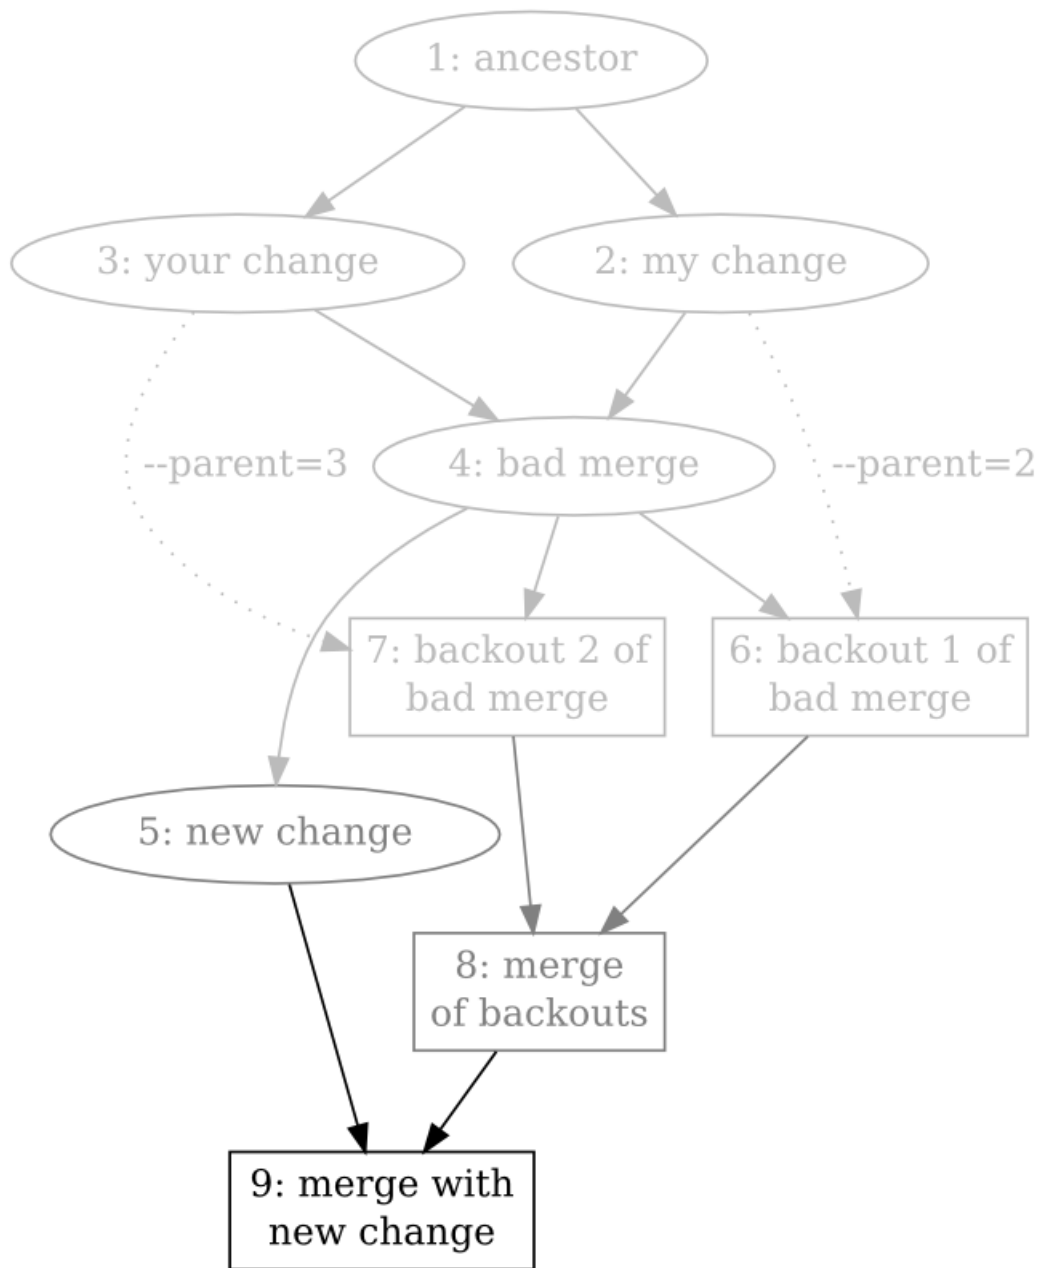 1: ancestor
3: your change
2: my change
--parent=3
4: bad merge
--parent=2
7: backout 2 of
bad merge
6: backout 1 of
bad merge
5: new change
8: merge
of backouts
9: merge with
new change